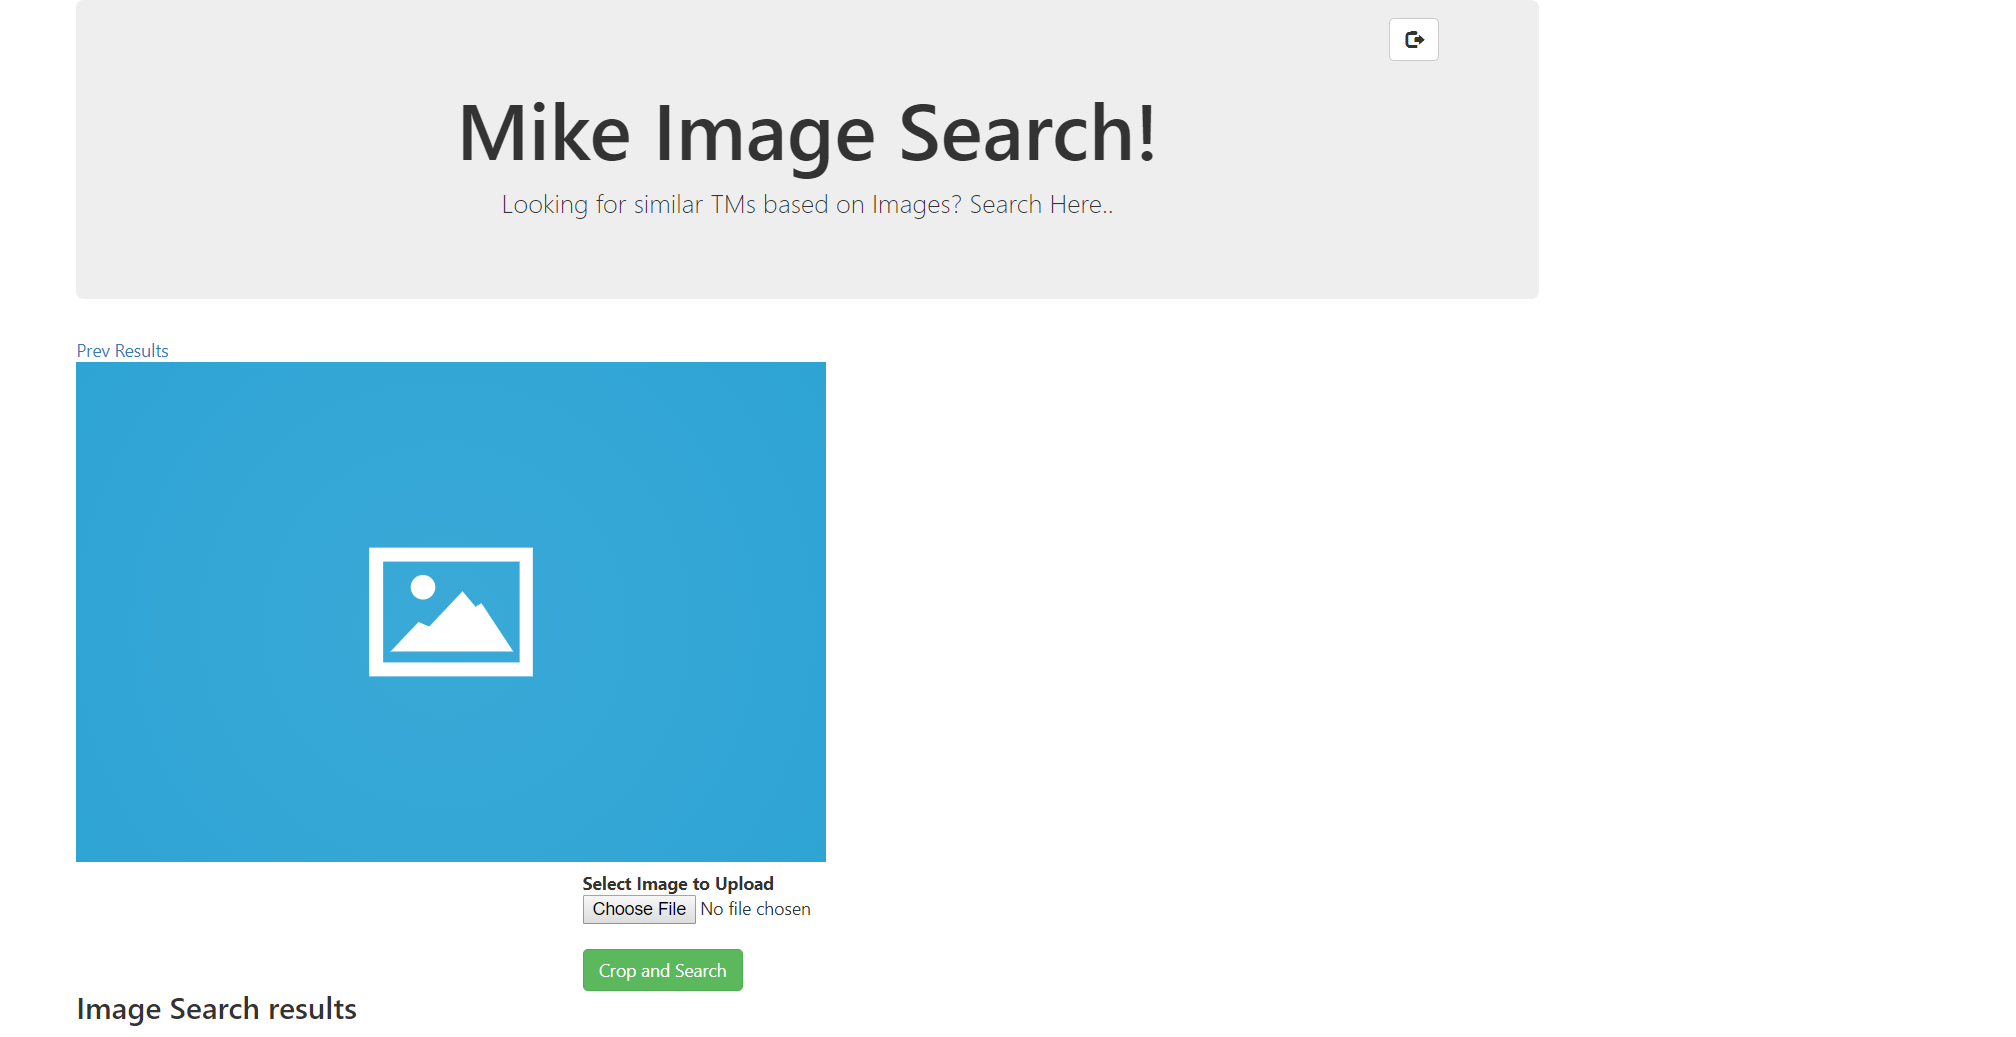 Mike Image Search!
Looking for similar TMs based on Images? Search Here..
Prev Results
Select Image to Upload
Choose File No file chosen
Crop and Search
Image Search results